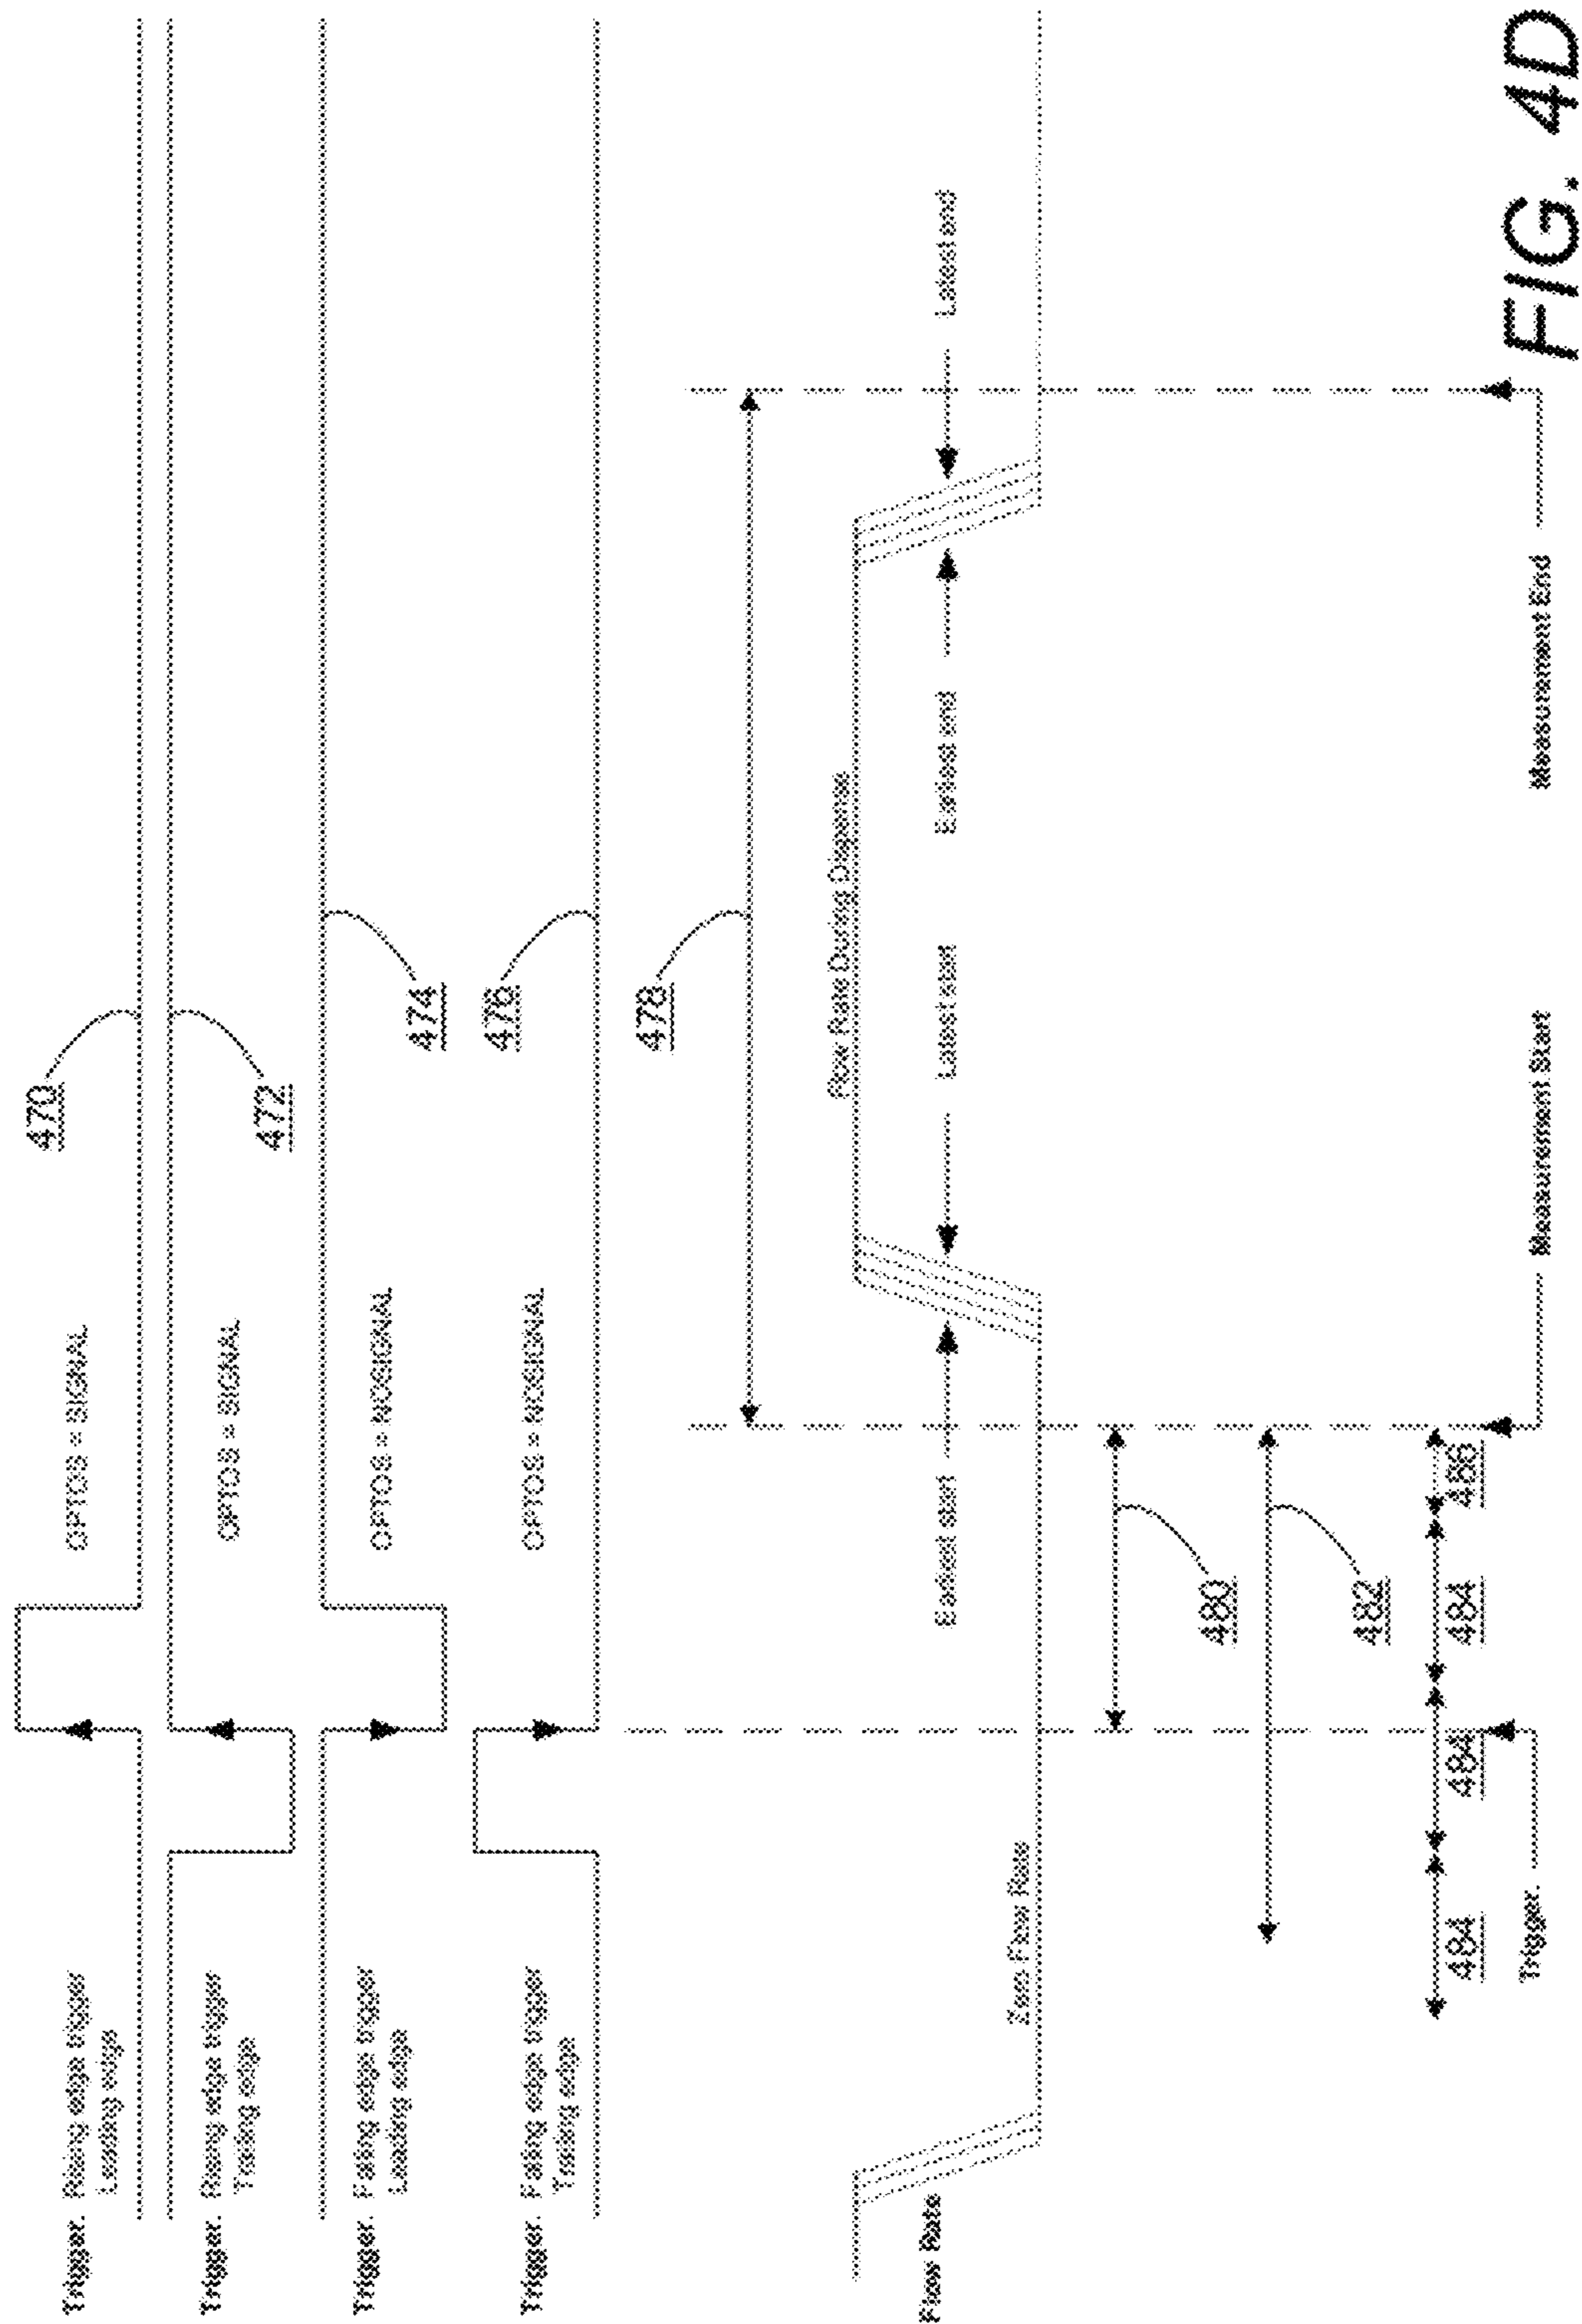 Trigger. Rising edge trigger
Leading edge
OPTOS = SIGNAL
470
Trigger. Rising edge trigger
Trailing edge
OPTOS = SIGNAL
472
Trigger. Falling edge trigger
Leading edge
OPTOS = NOSIGNAL
474
Trigger. Falling edge trigger
Trailing edge
OPTOS = NOSIGNAL
476
478
Flow Rate During Dispense
Flow Rate
Earliest start
Latest start
Earliest end
Latest end
Zero Flow Rate
480
482
484
484
484
486
Trigger.
Measurement Start
Measurement End
FIG. 4D